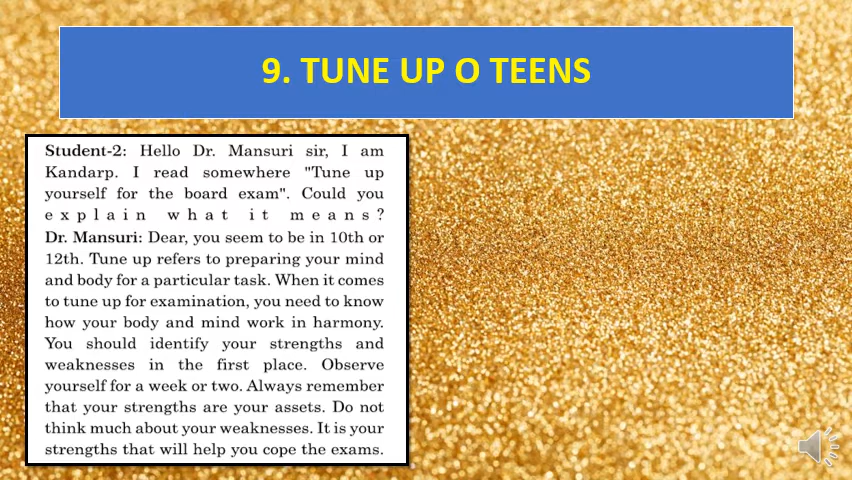 9. TUNE UP O TEENS
Student-2: Hello Dr. Mansuri sir, I am
Kandarp. I read somewhere "Tune up
yourself for the board exam". Could you
explain what it means?
Dr. Mansuri: Dear, you seem to be in 10th or
12th. Tune up refers to preparing your mind
and body for a particular task. When it comes
to tune up for examination, you need to know
how your body and mind work in harmony.
You should identify your strengths and
weaknesses in the first place. Observe
yourself for a week or two. Always remember
that your strengths are your assets. Do not
think much about your weaknesses. It is your
strengths that will help you cope the exams.